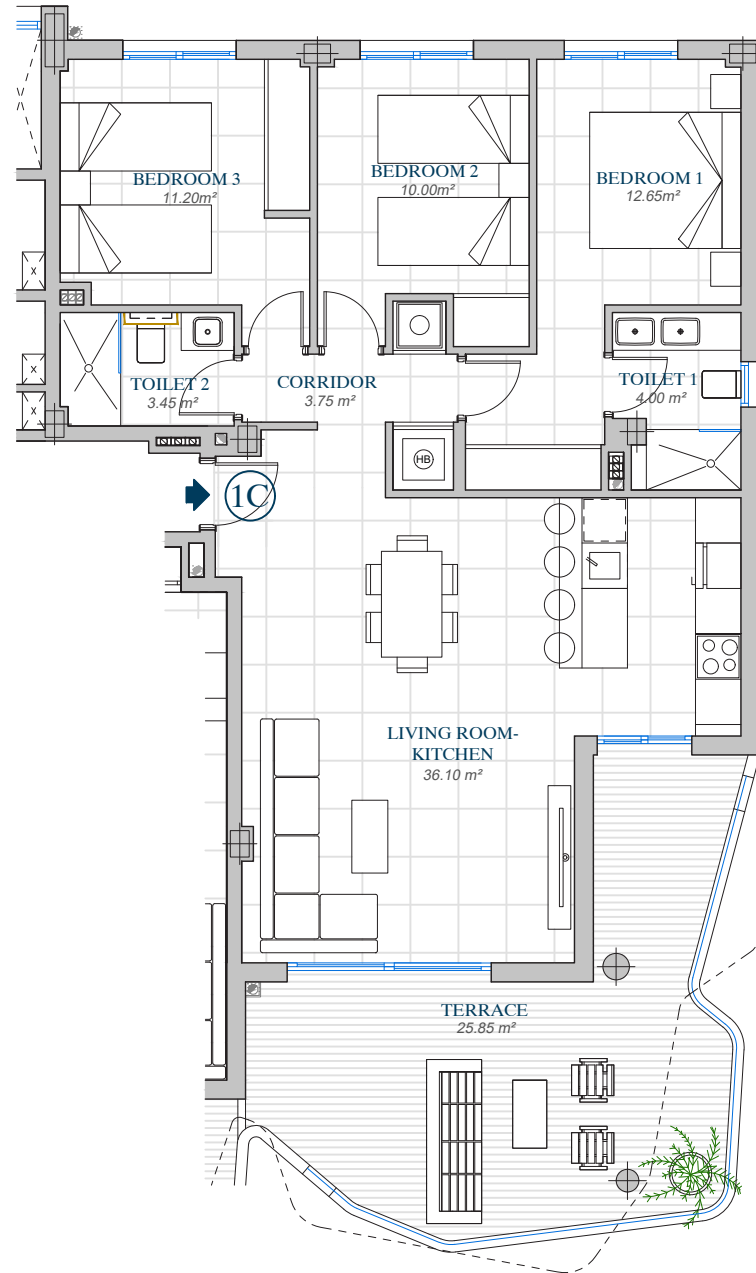 BEDROOM 3
11.20m²
BEDROOM 2
10.00m²
BEDROOM 1
12.65m²
TOILET 2
3.45 m²
CORRIDOR
3.75 m²
TOILET 1
4.00 m²
HB
1C
LIVING ROOM-
KITCHEN
36.10 m²
TERRACE
25.85 m²